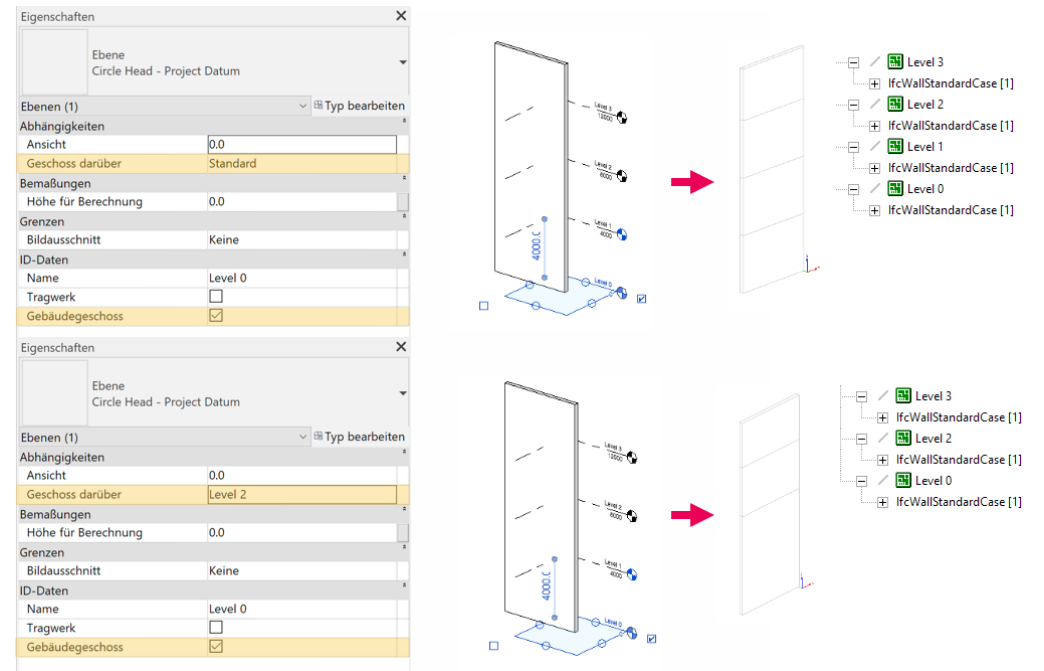 Eigenschaften
Ebene
Circle Head - Project Datum
Ebenen (1)
Typ bearbeiten
Abhängigkeiten
Ansicht 0.0
Geschoss darüber Standard
Bemaßungen
Höhe für Berechnung 0.0
Grenzen
Bildausschnitt Keine
ID-Daten
Name Level 0
Tragwerk
Gebäudegeschoss
Level 3
12000
Level 2
8000
Level 1
4000
4000.0
Level 0
0
Level 3
IfcWallStandardCase [1]
Level 2
IfcWallStandardCase [1]
Level 1
IfcWallStandardCase [1]
Level 0
IfcWallStandardCase [1]
Eigenschaften
Ebene
Circle Head - Project Datum
Ebenen (1)
Typ bearbeiten
Abhängigkeiten
Ansicht 0.0
Geschoss darüber Level 2
Bemaßungen
Höhe für Berechnung 0.0
Grenzen
Bildausschnitt Keine
ID-Daten
Name Level 0
Tragwerk
Gebäudegeschoss
Level 3
12000
Level 2
8000
Level 1
4000
4000.0
Level 0
0
Level 3
IfcWallStandardCase [1]
Level 2
IfcWallStandardCase [1]
Level 0
IfcWallStandardCase [1]